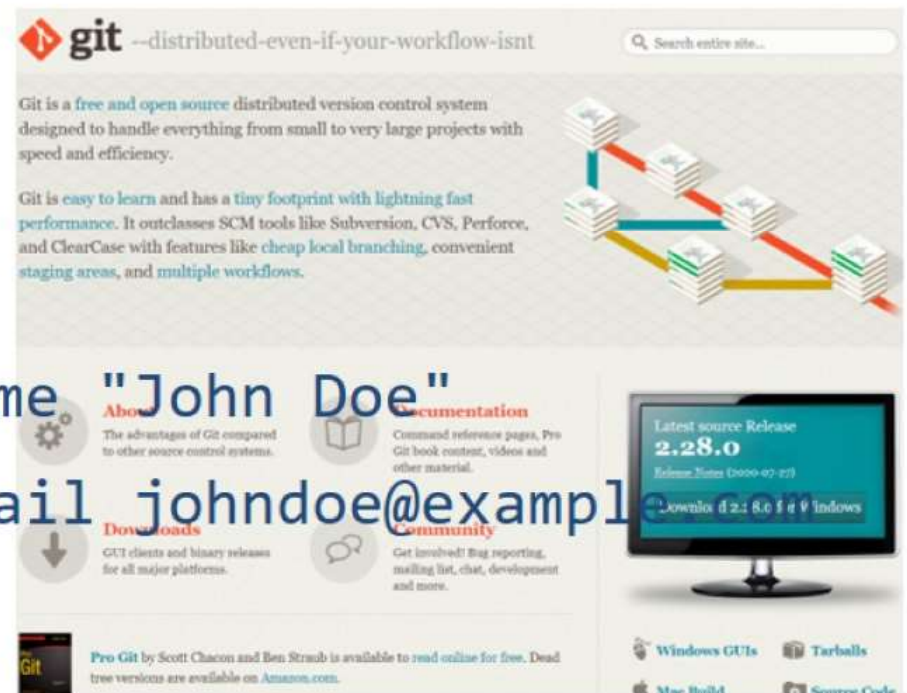 git --distributed-even-if-your-workflow-isnt
Search entire site...
Git is a free and open source distributed version control system
designed to handle everything from small to very large projects with
speed and efficiency.
Git is easy to learn and has a tiny footprint with lightning fast
performance. It outclasses SCM tools like Subversion, CVS, Perforce,
and ClearCase with features like cheap local branching, convenient
staging areas, and multiple workflows.
me "John Doe"
About
The advantages of Git compared
to other source control systems.
Documentation
Command reference pages, Pro
Git book content, videos and
other material.
ail johndoe@example.com
Downloads
GUI clients and binary releases
for all major platforms.
Community
Get involved! Bug reporting,
mailing list, chat, development
and more.
Latest source Release
2.28.0
Release Notes (2020-07-27)
Download 2.28.0 for Windows
Pro Git by Scott Chacon and Ben Straub is available to read online for free. Dead
tree versions are available on Amazon.com.
Git
Windows GUIs
Tarballs
Mac Build
Source Code